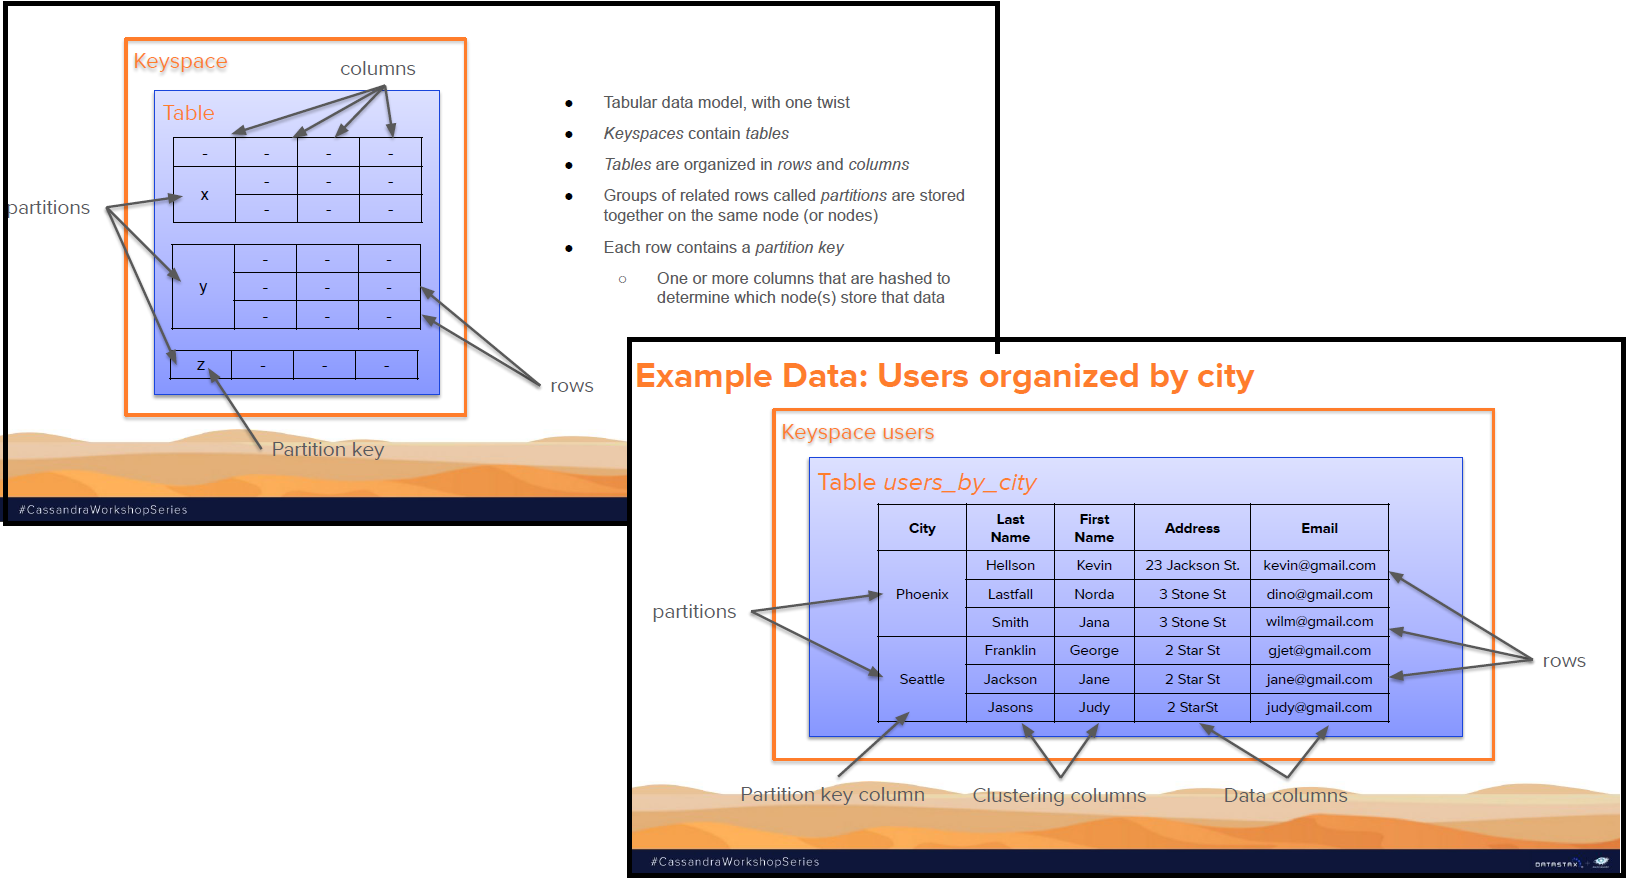 Keyspace
columns
Table
- - - -
x - - -
- - -
partitions
- - -
y - - -
- - -
z - - -
rows
Partition key
● Tabular data model, with one twist
● Keyspaces contain tables
● Tables are organized in rows and columns
● Groups of related rows called partitions are stored
together on the same node (or nodes)
● Each row contains a partition key
○ One or more columns that are hashed to
determine which node(s) store that data
#CassandraWorkshopSeries
Example Data: Users organized by city
Keyspace users
Table users_by_city
City Last Name First Name Address Email
Hellson Kevin 23 Jackson St. kevin@gmail.com
Phoenix Lastfall Norda 3 Stone St dino@gmail.com
Smith Jana 3 Stone St wilm@gmail.com
Franklin George 2 Star St gjet@gmail.com
Seattle Jackson Jane 2 Star St jane@gmail.com
Jasons Judy 2 StarSt judy@gmail.com
partitions
rows
Partition key column
Clustering columns
Data columns
#CassandraWorkshopSeries
DATASTAX